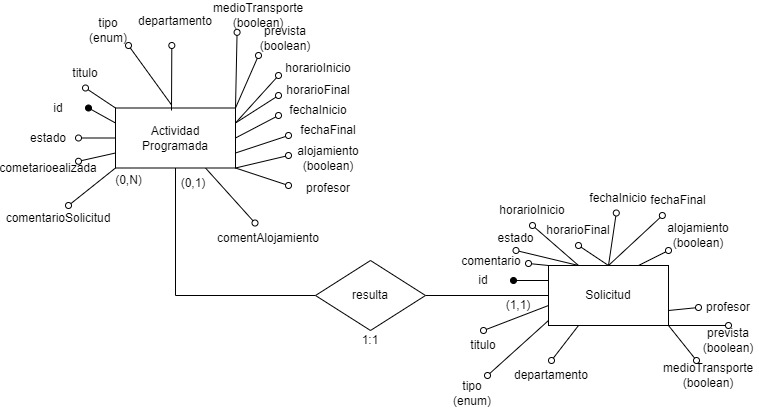 medioTransporte
(boolean)
tipo
(enum)
departamento
prevista
(boolean)
titulo
horarioInicio
horarioFinal
id
fechaInicio
estado
Actividad
Programada
fechaFinal
cometarioealizada
alojamiento
(boolean)
(0,N)
(0,1)
profesor
comentarioSolicitud
comentAlojamiento
fechaInicio
fechaFinal
horarioInicio
horarioFinal
alojamiento
(boolean)
estado
comentario
id
resulta
Solicitud
(1,1)
profesor
1:1
titulo
prevista
(boolean)
departamento
medioTransporte
(boolean)
tipo
(enum)